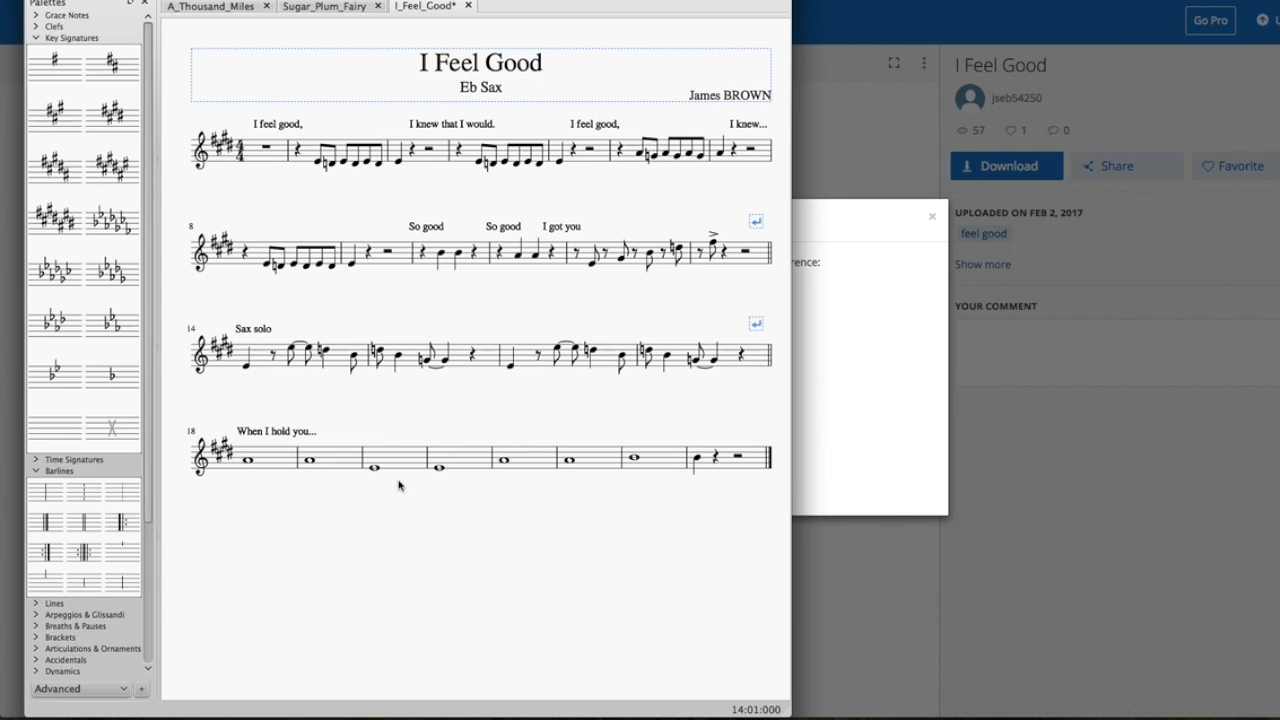 Palettes
A_Thousand_Miles
Sugar_Plum_Fairy
I_Feel_Good*
Grace Notes
Clefs
Key Signatures
Time Signatures
Barlines
Lines
Arpeggios & Glissandi
Breaths & Pauses
Brackets
Articulations & Ornaments
Accidentals
Dynamics
Advanced
+
I Feel Good
Eb Sax
James BROWN
I feel good, I knew that I would. I feel good, I knew...
4
4
8
So good So good I got you
14
Sax solo
18
When I hold you...
14:01:000
rence:
Go Pro
I Feel Good
jseb54250
57 1 0
Download Share Favorite
UPLOADED ON FEB 2, 2017
feel good
Show more
YOUR COMMENT